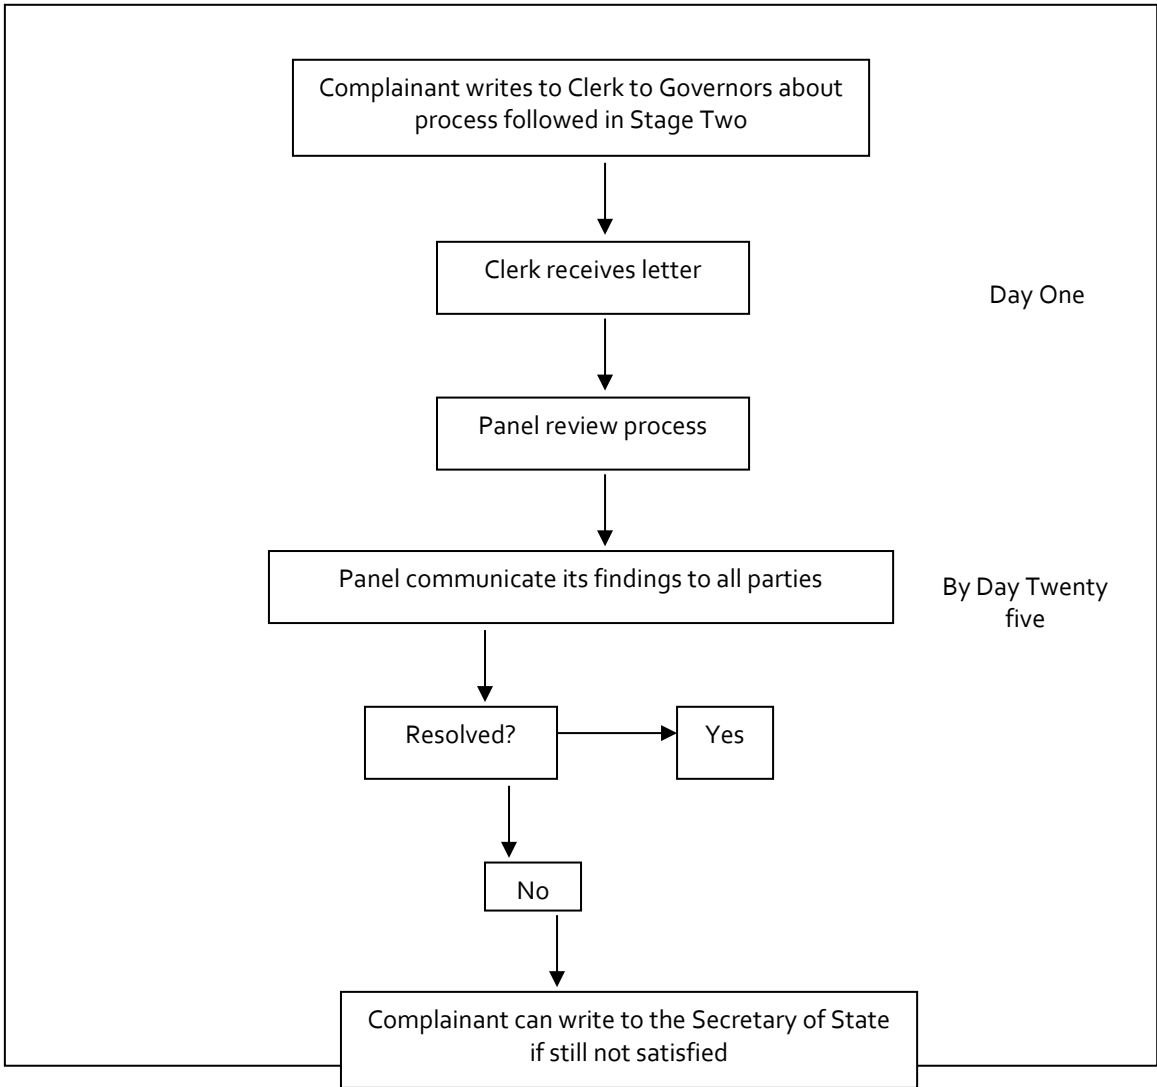 Complainant writes to Clerk to Governors about
process followed in Stage Two
Clerk receives letter
Day One
Panel review process
Panel communicate its findings to all parties
By Day Twenty
five
Resolved?
Yes
No
Complainant can write to the Secretary of State
if still not satisfied